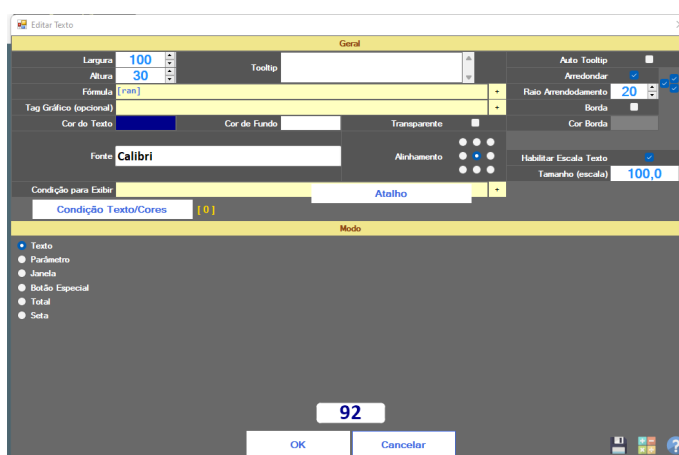 Editar Texto
Geral
Largura 100 Tooltip Auto Tooltip
Altura 30 Arredondar
Fórmula [ran] + Raio Arrendodamento 20
Tag Gráfico (opcional) + Borda
Cor do Texto Cor de Fundo Transparente Cor Borda
Fonte Calibri Alinhamento Habilitar Escala Texto
Tamanho (escala) 100,0
Condição para Exibir Atalho +
Condição Texto/Cores [ 0 ]
Modo
Texto
Parâmetro
Janela
Botão Especial
Total
Seta
92
OK Cancelar